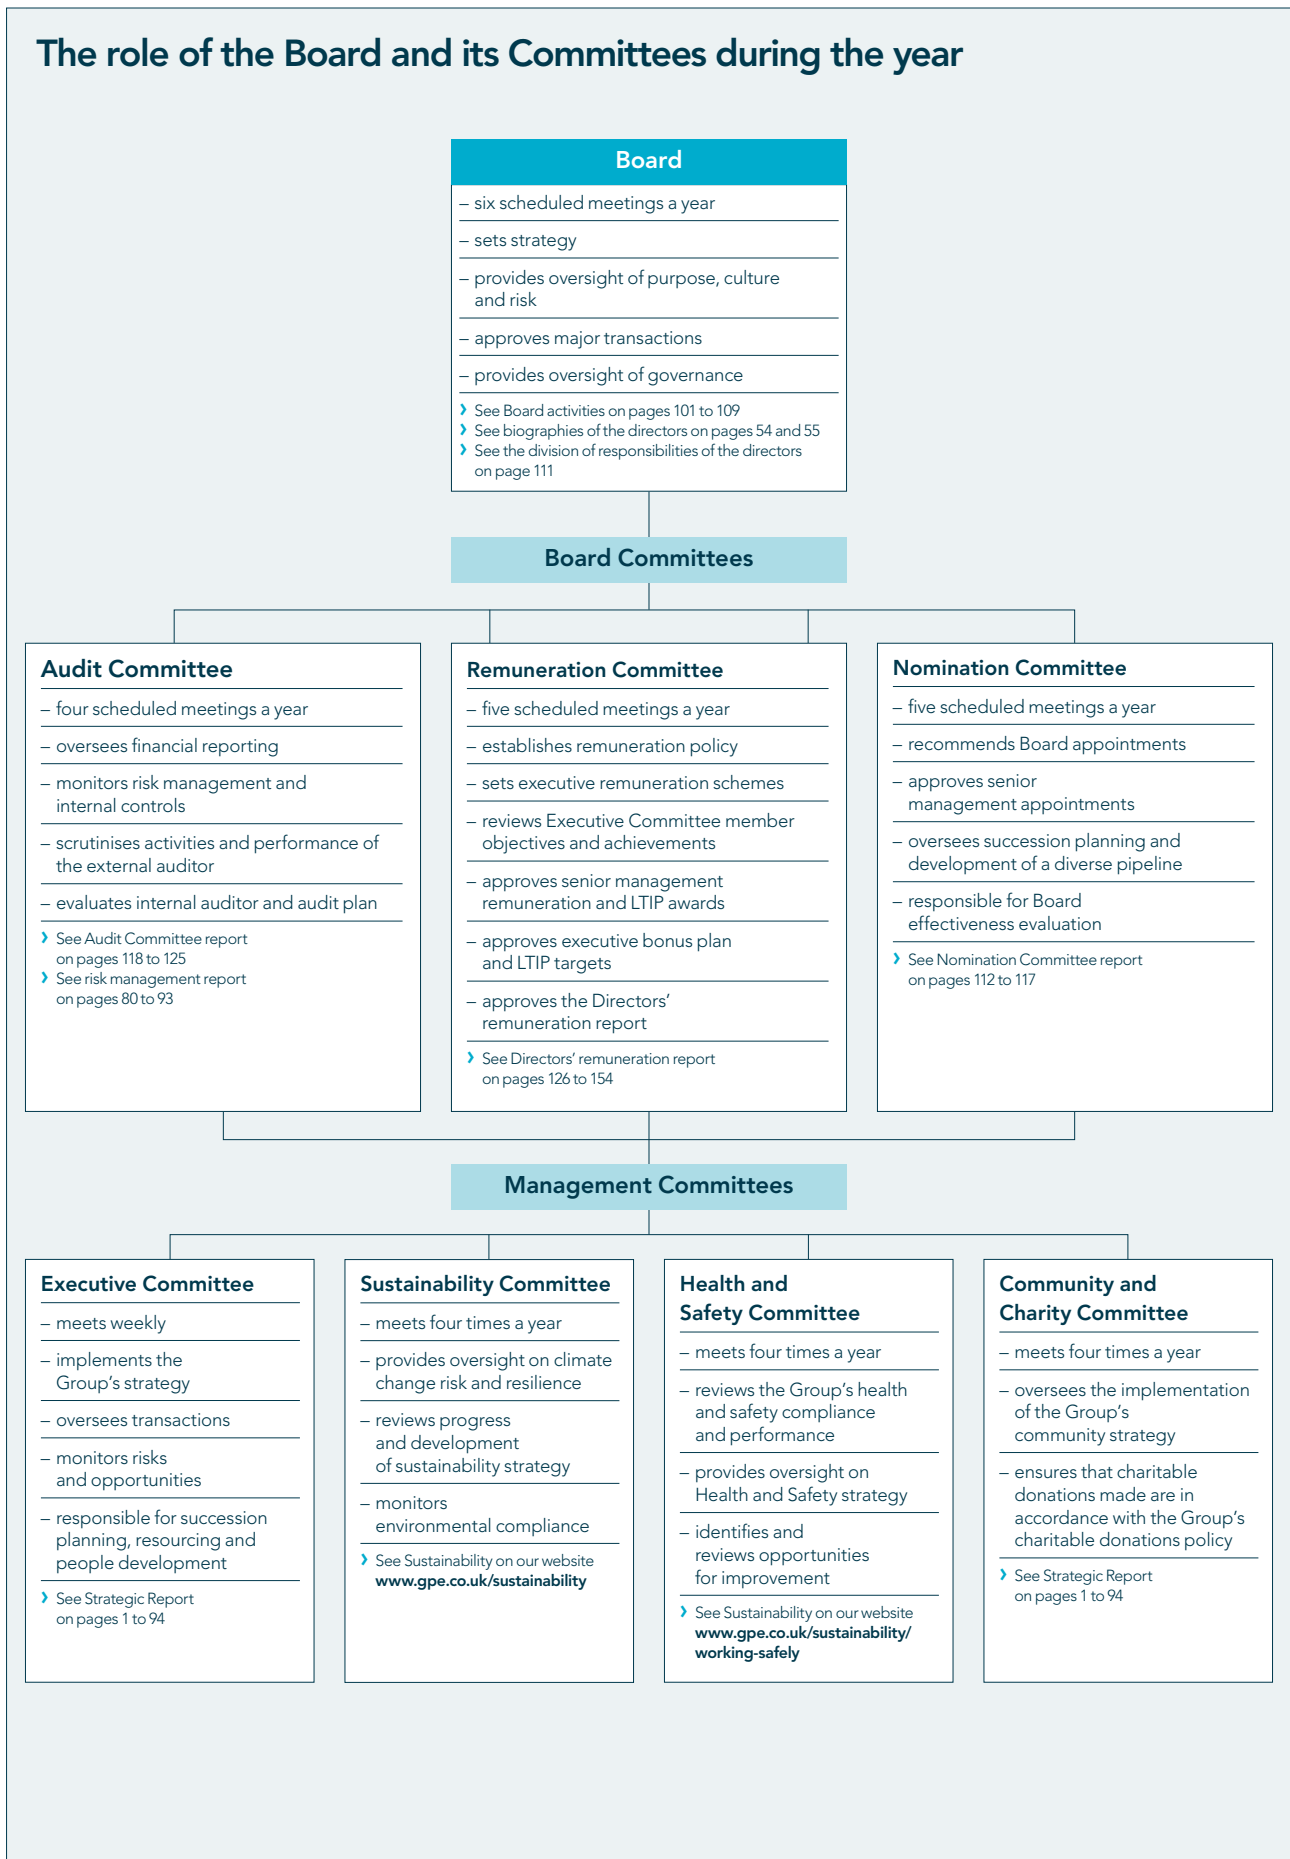 The role of the Board and its Committees during the year
Board
– six scheduled meetings a year
– sets strategy
– provides oversight of purpose, culture
and risk
– approves major transactions
– provides oversight of governance
› See Board activities on pages 101 to 109
› See biographies of the directors on pages 54 and 55
› See the division of responsibilities of the directors
on page 111
Board Committees
Audit Committee
– four scheduled meetings a year
– oversees financial reporting
– monitors risk management and
internal controls
– scrutinises activities and performance of
the external auditor
– evaluates internal auditor and audit plan
› See Audit Committee report
on pages 118 to 125
› See risk management report
on pages 80 to 93
Remuneration Committee
– five scheduled meetings a year
– establishes remuneration policy
– sets executive remuneration schemes
– reviews Executive Committee member
objectives and achievements
– approves senior management
remuneration and LTIP awards
– approves executive bonus plan
and LTIP targets
– approves the Directors’
remuneration report
› See Directors’ remuneration report
on pages 126 to 154
Nomination Committee
– five scheduled meetings a year
– recommends Board appointments
– approves senior
management appointments
– oversees succession planning and
development of a diverse pipeline
– responsible for Board
effectiveness evaluation
› See Nomination Committee report
on pages 112 to 117
Management Committees
Executive Committee
– meets weekly
– implements the
Group’s strategy
– oversees transactions
– monitors risks
and opportunities
– responsible for succession
planning, resourcing and
people development
› See Strategic Report
on pages 1 to 94
Sustainability Committee
– meets four times a year
– provides oversight on climate
change risk and resilience
– reviews progress
and development
of sustainability strategy
– monitors
environmental compliance
› See Sustainability on our website
www.gpe.co.uk/sustainability
Health and
Safety Committee
– meets four times a year
– reviews the Group’s health
and safety compliance
and performance
– provides oversight on
Health and Safety strategy
– identifies and
reviews opportunities
for improvement
› See Sustainability on our website
www.gpe.co.uk/sustainability/
working-safely
Community and
Charity Committee
– meets four times a year
– oversees the implementation
of the Group’s
community strategy
– ensures that charitable
donations made are in
accordance with the Group’s
charitable donations policy
› See Strategic Report
on pages 1 to 94